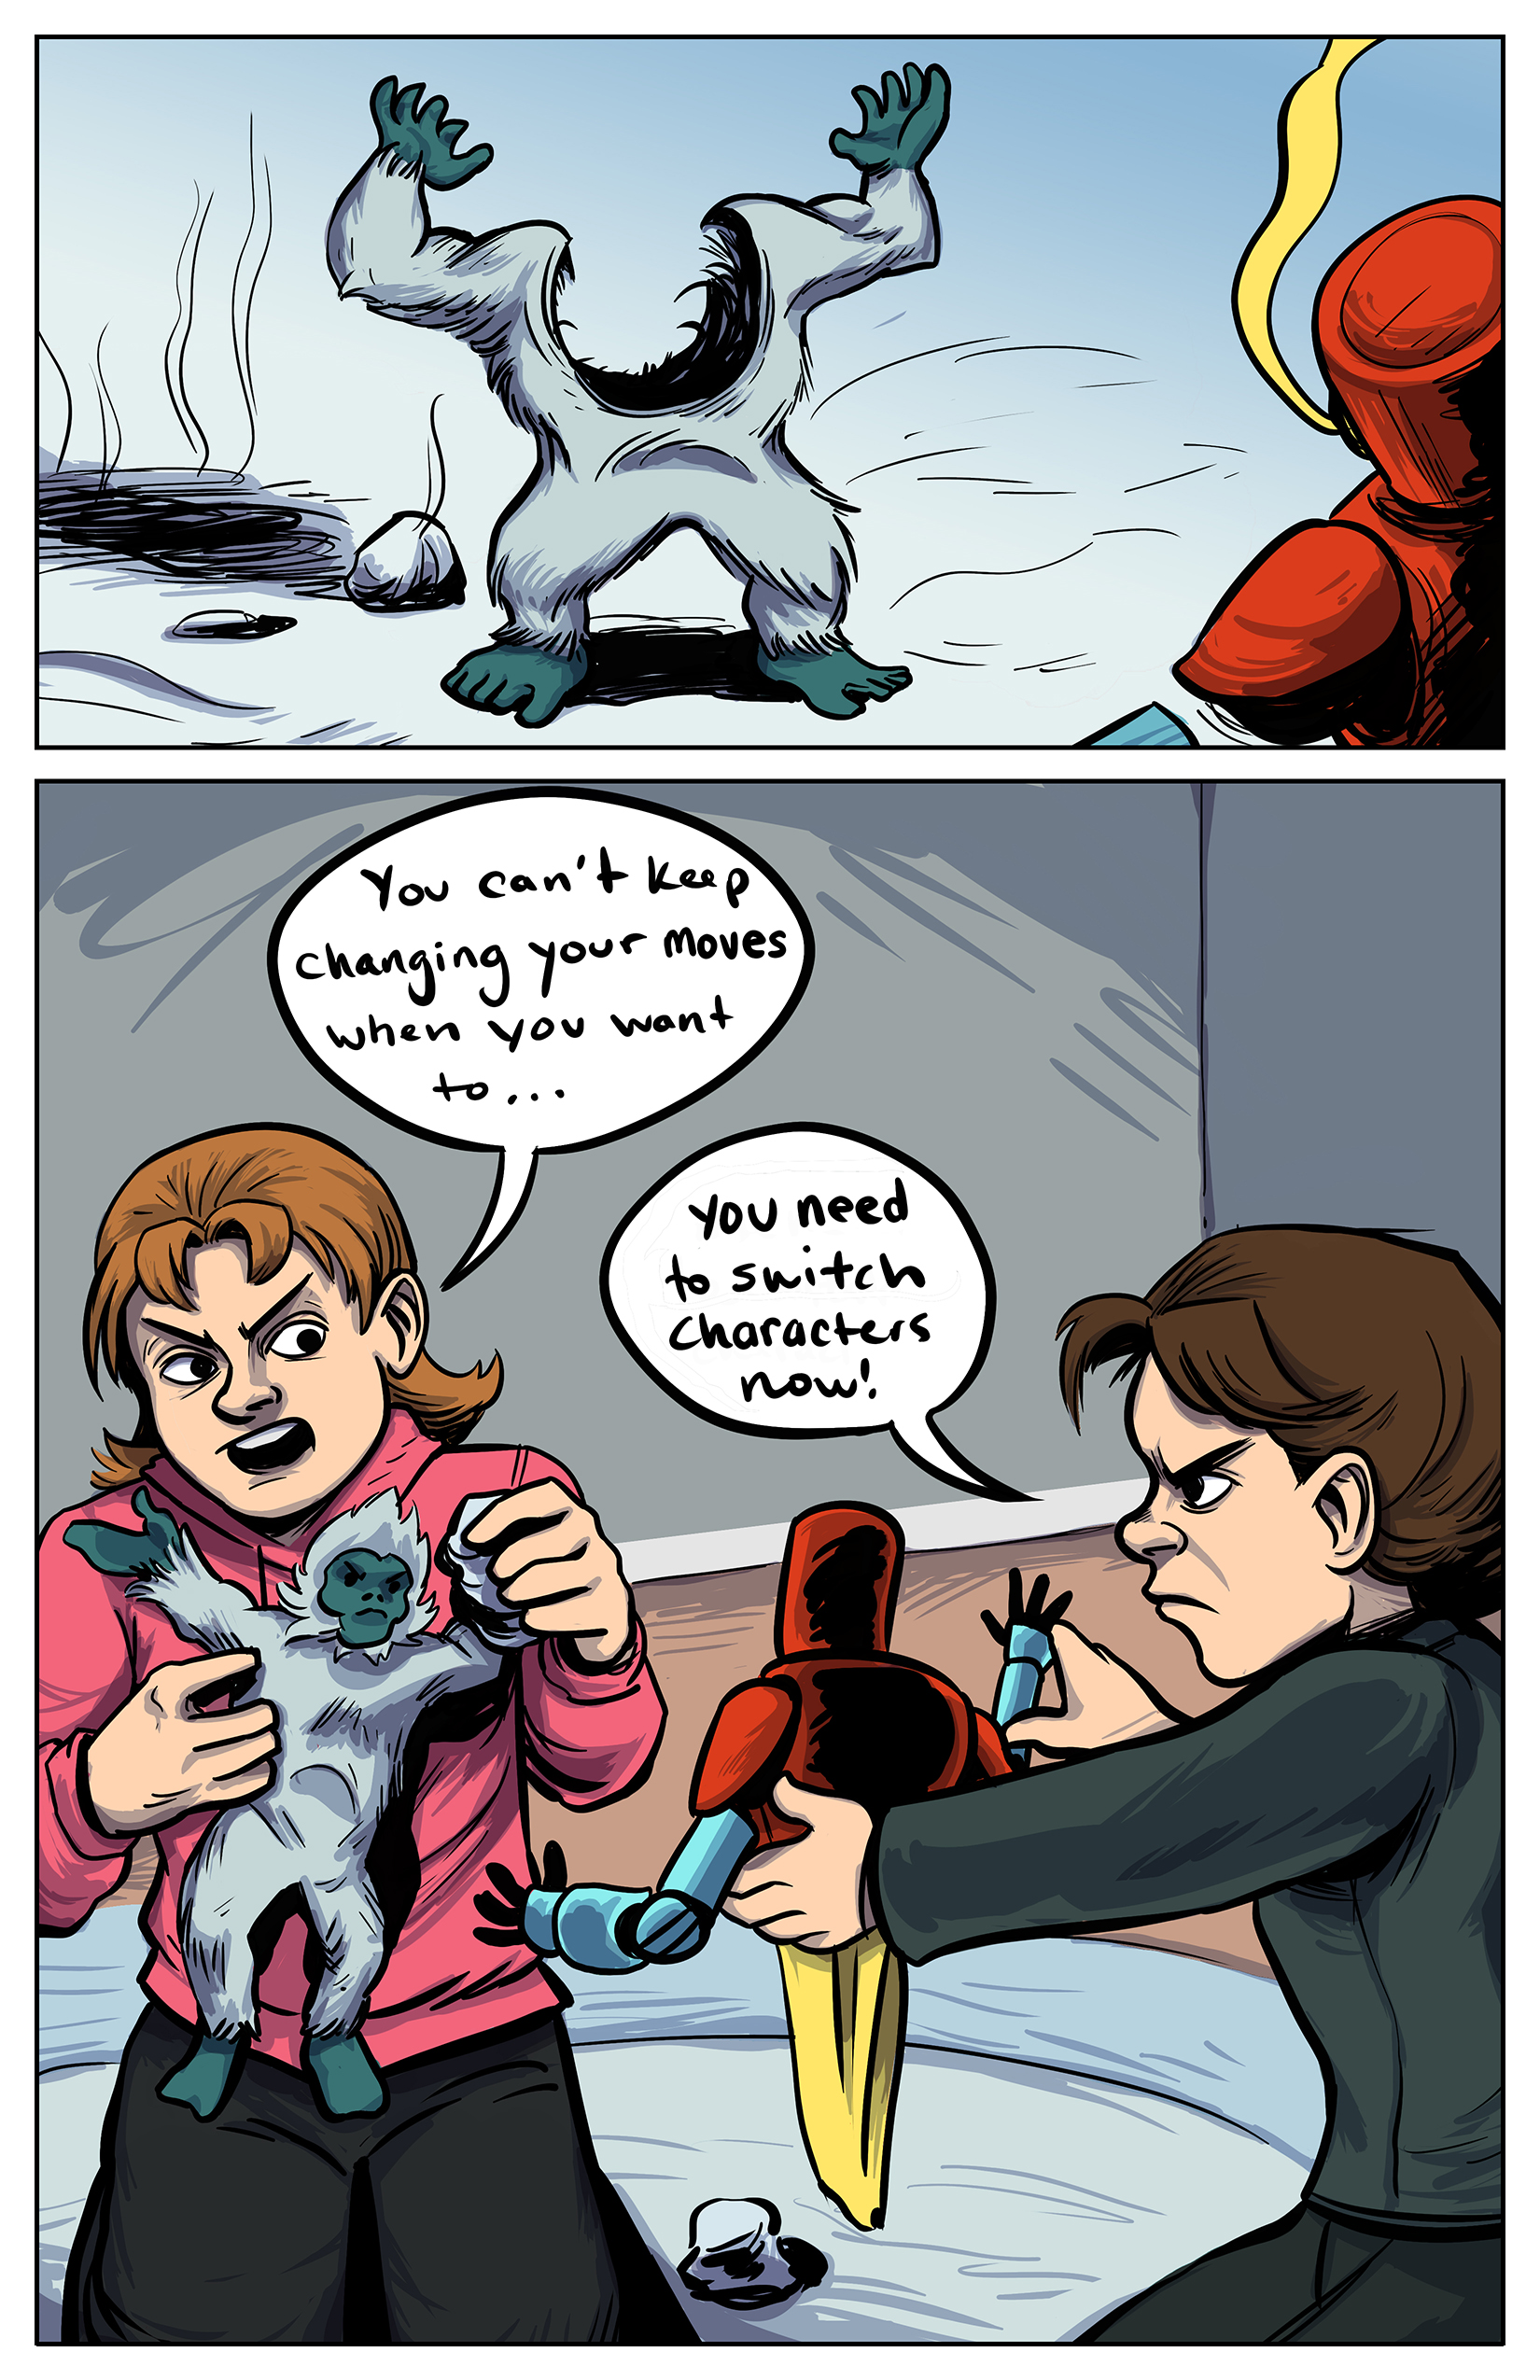 You can't keep
changing your moves
when you want
to...
You need
to switch
characters
now!